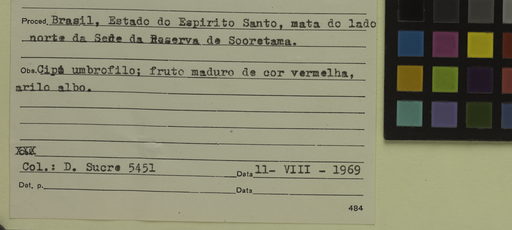 Proced. Brasil, Estado do Espirito Santo, mata do lado
norte da Sede da Reserva de Sooretama.
Obs. Cipó umbrofilo; fruto maduro de cor vermelha,
arilo albo.
Col.: D. Sucre 5451 Data 11- VIII - 1969
Det. p. Data
484